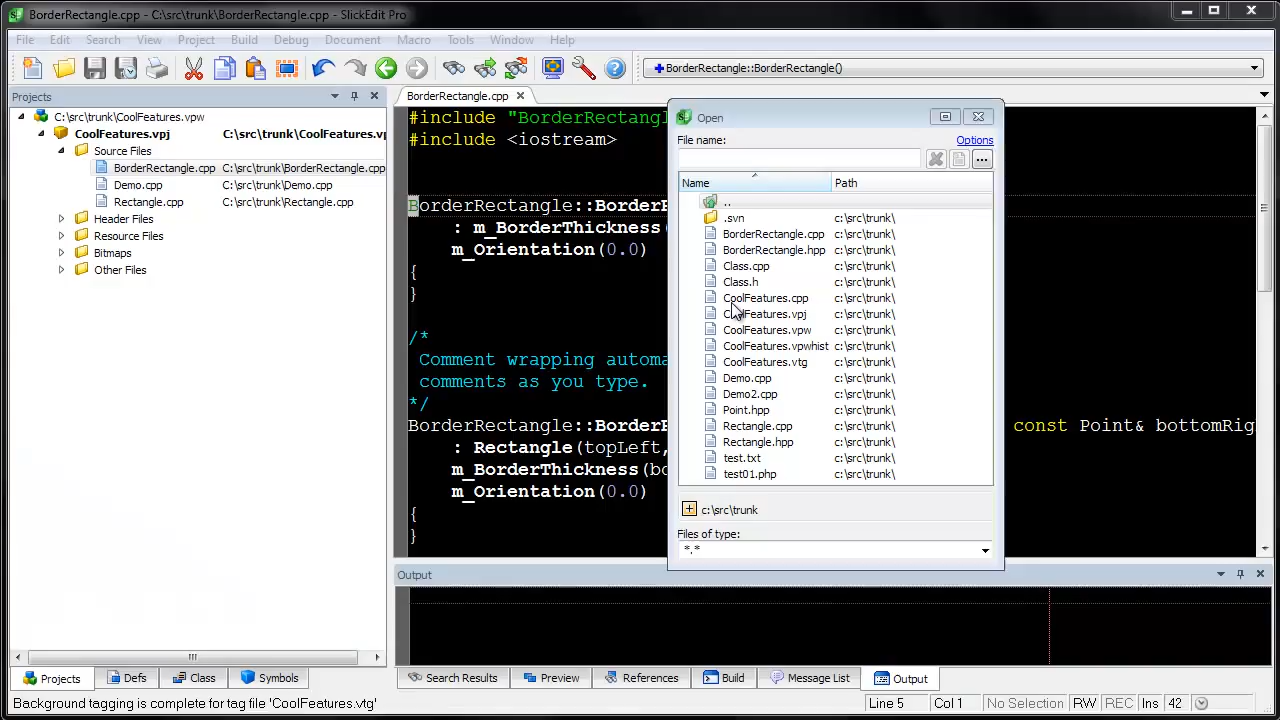 BorderRectangle.cpp - C:\src\trunk\BorderRectangle.cpp - SlickEdit Pro
File Edit Search View Project Build Debug Document Macro Tools Window Help
BorderRectangle::BorderRectangle()
Projects
C:\src\trunk\CoolFeatures.vpw
CoolFeatures.vpj C:\src\trunk\CoolFeatures.vp
Source Files
BorderRectangle.cpp C:\src\trunk\BorderRectangle.cpp
Demo.cpp C:\src\trunk\Demo.cpp
Rectangle.cpp C:\src\trunk\Rectangle.cpp
Header Files
Resource Files
Bitmaps
Other Files
Projects Defs Class Symbols
BorderRectangle.cpp
#include "BorderRectang
#include <iostream>
BorderRectangle::BorderR
: m_BorderThickness(
m_Orientation(0.0)
{
}
/*
Comment wrapping automa
comments as you type.
*/
BorderRectangle::BorderR const Point& bottomRig
: Rectangle(topLeft,
m_BorderThickness(bo
m_Orientation(0.0)
{
}
Open
File name:
Options
...
Name Path
..
.svn c:\src\trunk\
BorderRectangle.cpp c:\src\trunk\
BorderRectangle.hpp c:\src\trunk\
Class.cpp c:\src\trunk\
Class.h c:\src\trunk\
CoolFeatures.cpp c:\src\trunk\
CoolFeatures.vpj c:\src\trunk\
CoolFeatures.vpw c:\src\trunk\
CoolFeatures.vpwhist c:\src\trunk\
CoolFeatures.vtg c:\src\trunk\
Demo.cpp c:\src\trunk\
Demo2.cpp c:\src\trunk\
Point.hpp c:\src\trunk\
Rectangle.cpp c:\src\trunk\
Rectangle.hpp c:\src\trunk\
test.txt c:\src\trunk\
test01.php c:\src\trunk\
c:\src\trunk
Files of type:
*.*
Output
Search Results Preview References Build Message List Output
Background tagging is complete for tag file 'CoolFeatures.vtg' Line 5 Col 1 No Selection RW REC Ins 42